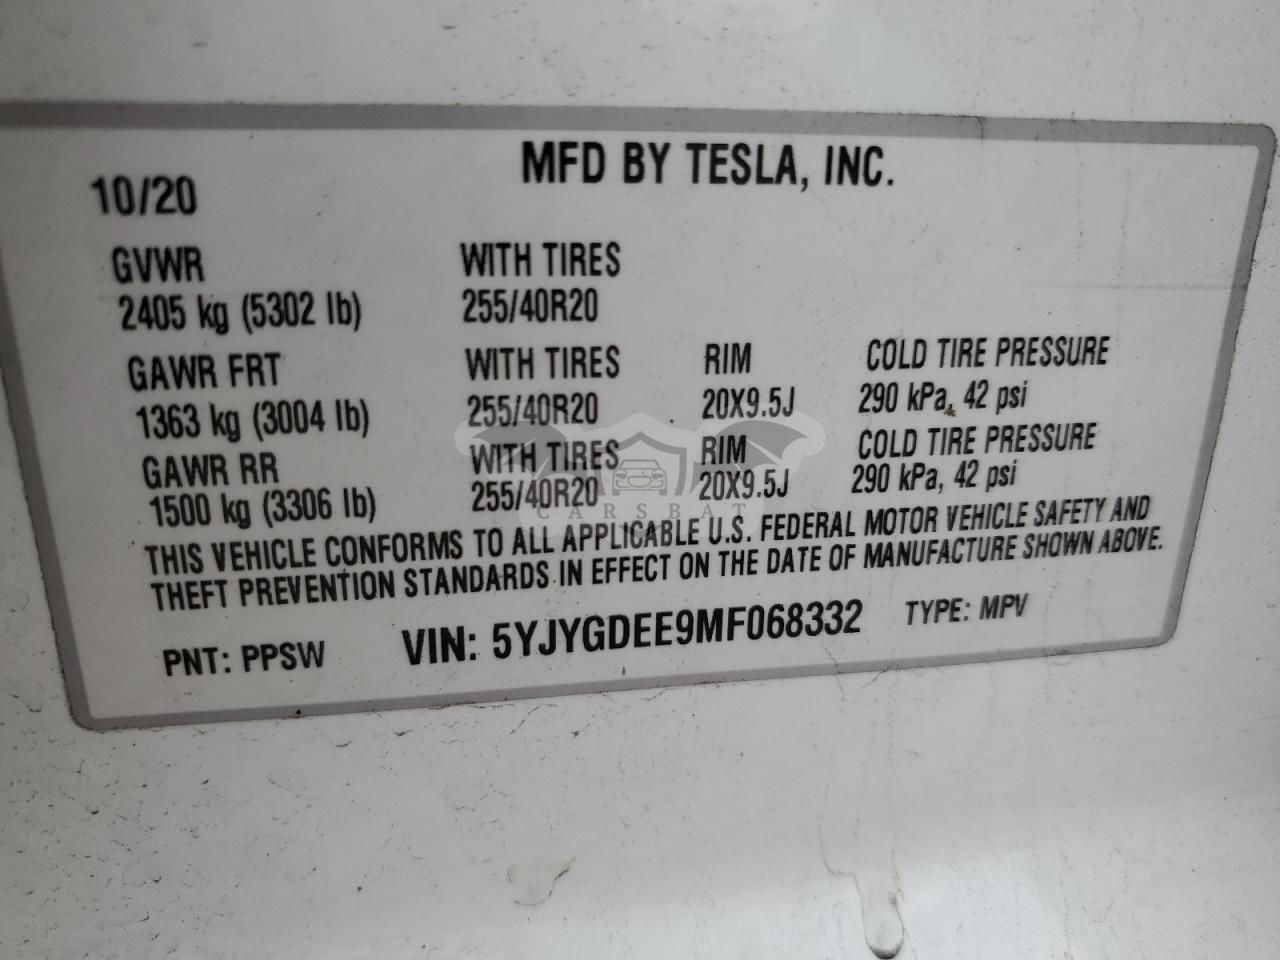 MFD BY TESLA, INC.
10/20
GVWR WITH TIRES
2405 kg (5302 lb) 255/40R20
GAWR FRT WITH TIRES RIM COLD TIRE PRESSURE
1363 kg (3004 lb) 255/40R20 20X9.5J 290 kPa, 42 psi
GAWR RR WITH TIRES RIM COLD TIRE PRESSURE
1500 kg (3306 lb) 255/40R20 20X9.5J 290 kPa, 42 psi
CARSBAT
THIS VEHICLE CONFORMS TO ALL APPLICABLE U.S. FEDERAL MOTOR VEHICLE SAFETY AND
THEFT PREVENTION STANDARDS IN EFFECT ON THE DATE OF MANUFACTURE SHOWN ABOVE.
PNT: PPSW VIN: 5YJYGDEE9MF068332 TYPE: MPV